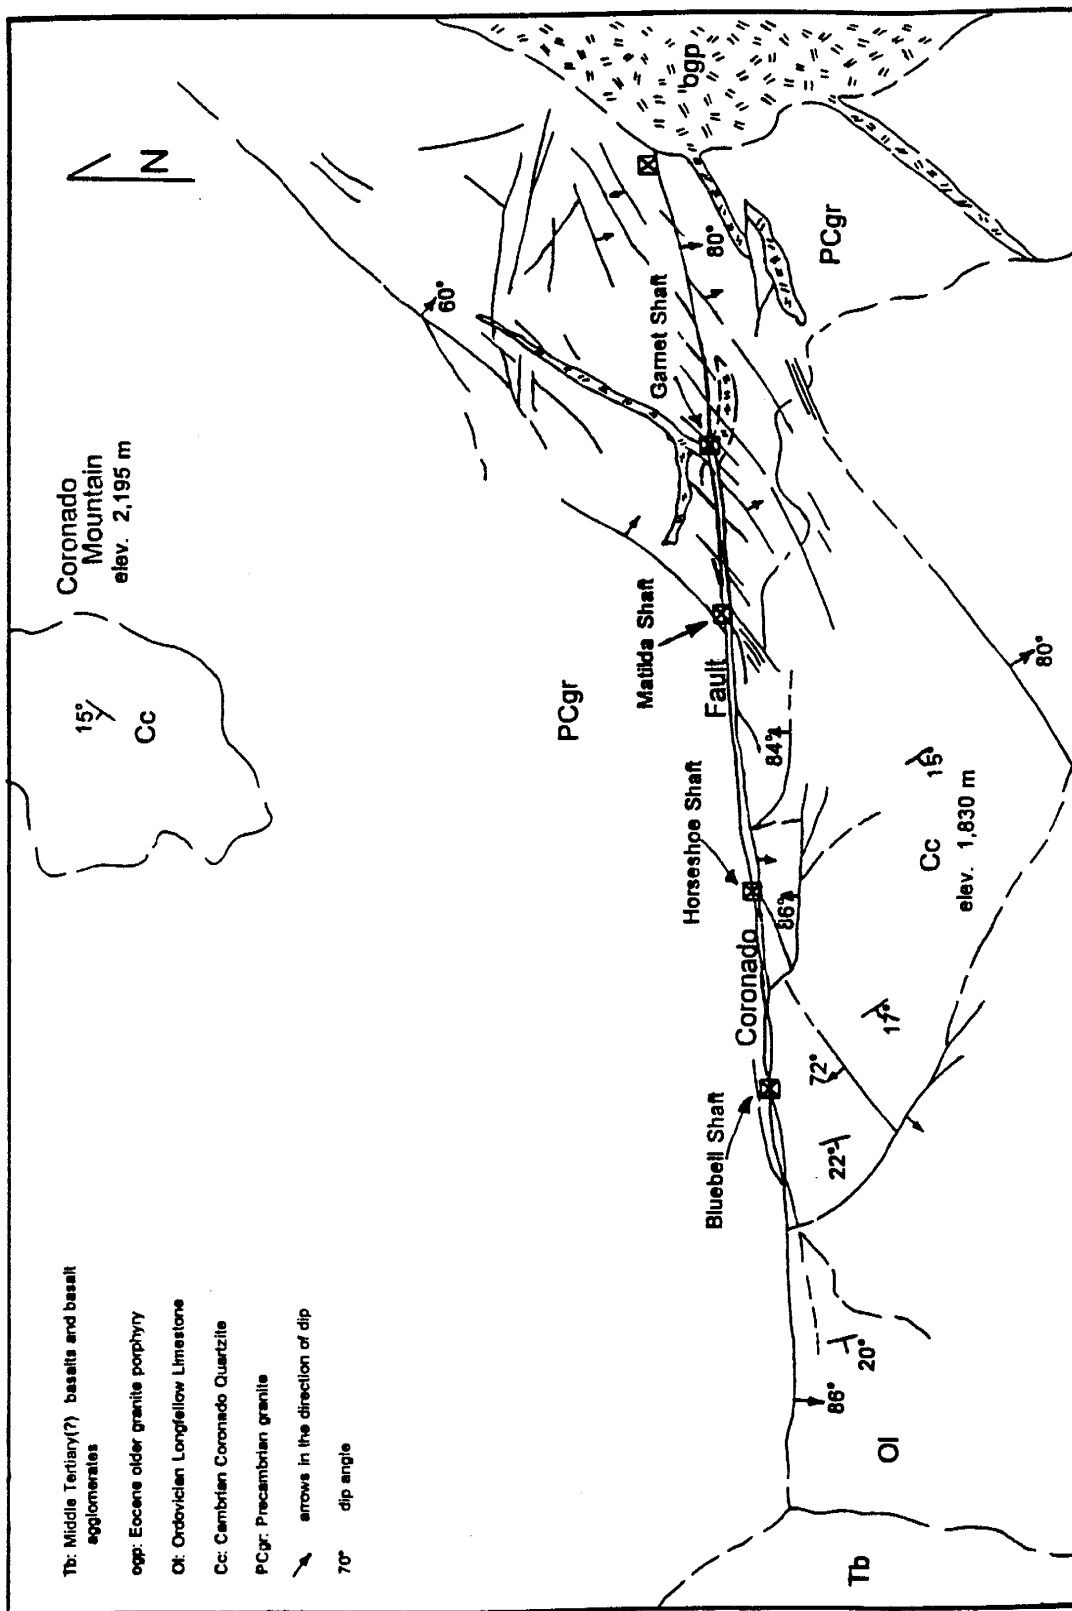 Tb: Middle Tertiary(?) basalts and basalt
agglomerates
ogp: Eocene older granite porphyry
Ol: Ordovician Longfellow Limestone
Cc: Cambrian Coronado Quartzite
PCgr: Precambrian granite
arrows in the direction of dip
70° dip angle
N
Coronado
Mountain
elev. 2,195 m
15°
Cc
60°
ogp
PCgr
PCgr
80°
Garnet Shaft
Matilda Shaft
Horseshoe Shaft
Bluebell Shaft
Coronado
Fault
84°
86°
72°
17°
22°
15°
Cc
elev. 1,830 m
80°
20°
86°
Ol
Tb